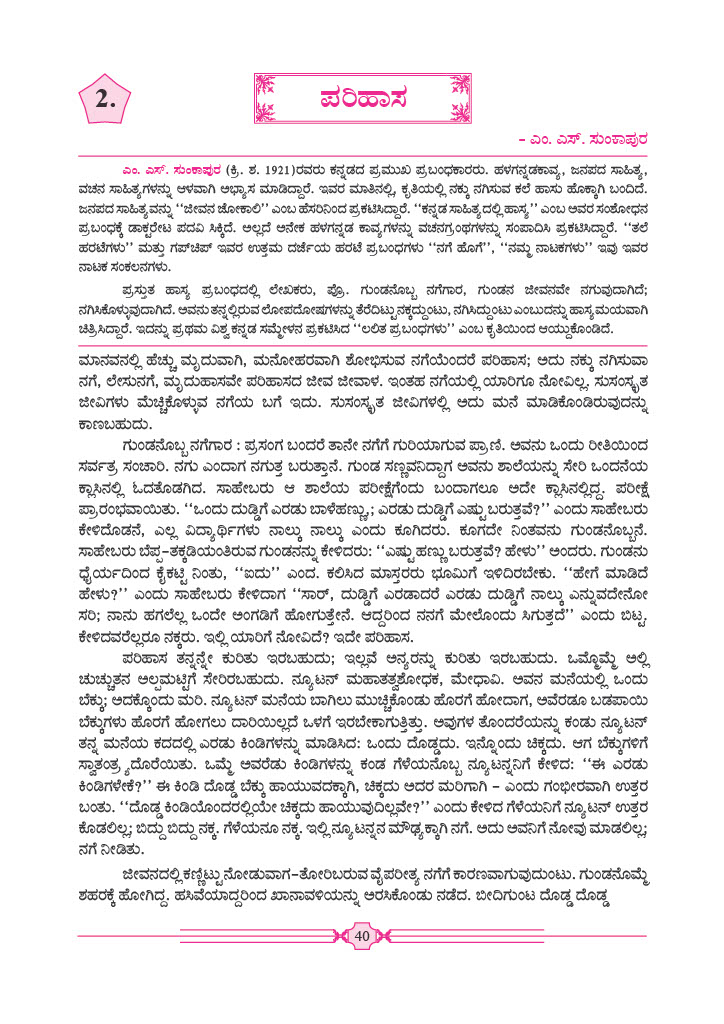 2.
ಪರಿಹಾಸ
– ಎಂ. ಎಸ್. ಸುಂಕಾಪುರ
ಎಂ. ಎಸ್. ಸುಂಕಾಪುರ (ಕ್ರಿ. ಶ. 1921)ರವರು ಕನ್ನಡದ ಪ್ರಮುಖ ಪ್ರಬಂಧಕಾರರು. ಹಳಗನ್ನಡಕಾವ್ಯ, ಜನಪದ ಸಾಹಿತ್ಯ,
ವಚನ ಸಾಹಿತ್ಯಗಳನ್ನು ಆಳವಾಗಿ ಅಭ್ಯಾಸ ಮಾಡಿದ್ದಾರೆ. ಇವರ ಮಾತಿನಲ್ಲಿ, ಕೃತಿಯಲ್ಲಿ ನಕ್ಕು ನಗಿಸುವ ಕಲೆ ಹಾಸು ಹೊಕ್ಕಾಗಿ ಬಂದಿದೆ.
ಜನಪದ ಸಾಹಿತ್ಯವನ್ನು ‘‘ಜೀವನ ಜೋಕಾಲಿ’’ ಎಂಬ ಹೆಸರಿನಿಂದ ಪ್ರಕಟಿಸಿದ್ದಾರೆ. ‘‘ಕನ್ನಡ ಸಾಹಿತ್ಯದಲ್ಲಿ ಹಾಸ್ಯ’’ ಎಂಬ ಅವರ ಸಂಶೋಧನ
ಪ್ರಬಂಧಕ್ಕೆ ಡಾಕ್ಟರೇಟ ಪದವಿ ಸಿಕ್ಕಿದೆ. ಅಲ್ಲದೆ ಅನೇಕ ಹಳಗನ್ನಡ ಕಾವ್ಯಗಳನ್ನು ವಚನಗ್ರಂಥಗಳನ್ನು ಸಂಪಾದಿಸಿ ಪ್ರಕಟಿಸಿದ್ದಾರೆ. ‘‘ತಲೆ
ಹರಟೆಗಳು’’ ಮತ್ತು ಗಪ್‌ಚಿಪ್ ಇವರ ಉತ್ತಮ ದರ್ಜೆಯ ಹರಟೆ ಪ್ರಬಂಧಗಳು ‘‘ನಗೆ ಹೊಗೆ’’, ‘‘ನಮ್ಮ ನಾಟಕಗಳು’’ ಇವು ಇವರ
ನಾಟಕ ಸಂಕಲನಗಳು.
ಪ್ರಸ್ತುತ ಹಾಸ್ಯ ಪ್ರಬಂಧದಲ್ಲಿ ಲೇಖಕರು, ಪ್ರೊ. ಗುಂಡನೊಬ್ಬ ನಗೆಗಾರ, ಗುಂಡನ ಜೀವನವೇ ನಗುವುದಾಗಿದೆ;
ನಗಿಸಿಕೊಳ್ಳುವುದಾಗಿದೆ. ಅವನು ತನ್ನಲ್ಲಿರುವ ಲೋಪದೋಷಗಳನ್ನು ತೆರೆದಿಟ್ಟು ನಕ್ಕದ್ದುಂಟು, ನಗಿಸಿದ್ದುಂಟು ಎಂಬುದನ್ನು ಹಾಸ್ಯಮಯವಾಗಿ
ಚಿತ್ರಿಸಿದ್ದಾರೆ. ಇದನ್ನು ಪ್ರಥಮ ವಿಶ್ವ ಕನ್ನಡ ಸಮ್ಮೇಳನ ಪ್ರಕಟಿಸಿದ ‘‘ಲಲಿತ ಪ್ರಬಂಧಗಳು’’ ಎಂಬ ಕೃತಿಯಿಂದ ಆಯ್ದುಕೊಂಡಿದೆ.
ಮಾನವನಲ್ಲಿ ಹೆಚ್ಚು ಮೃದುವಾಗಿ, ಮನೋಹರವಾಗಿ ಶೋಭಿಸುವ ನಗೆಯೆಂದರೆ ಪರಿಹಾಸ; ಅದು ನಕ್ಕು ನಗಿಸುವಾ
ನಗೆ, ಲೇಸುನಗೆ, ಮೃದುಹಾಸವೇ ಪರಿಹಾಸದ ಜೀವ ಜೀವಾಳ. ಇಂತಹ ನಗೆಯಲ್ಲಿ ಯಾರಿಗೂ ನೋವಿಲ್ಲ. ಸುಸಂಸ್ಕೃತ
ಜೀವಿಗಳು ಮೆಚ್ಚಿಕೊಳ್ಳುವ ನಗೆಯ ಬಗೆ ಇದು. ಸುಸಂಸ್ಕೃತ ಜೀವಿಗಳಲ್ಲಿ ಅದು ಮನೆ ಮಾಡಿಕೊಂಡಿರುವುದನ್ನು
ಕಾಣಬಹುದು.
ಗುಂಡನೊಬ್ಬ ನಗೆಗಾರ : ಪ್ರಸಂಗ ಬಂದರೆ ತಾನೇ ನಗೆಗೆ ಗುರಿಯಾಗುವ ಪ್ರಾಣಿ. ಅವನು ಒಂದು ರೀತಿಯಿಂದ
ಸರ್ವತ್ರ ಸಂಚಾರಿ. ನಗು ಎಂದಾಗ ನಗುತ್ತ ಬರುತ್ತಾನೆ. ಗುಂಡ ಸಣ್ಣವನಿದ್ದಾಗ ಅವನು ಶಾಲೆಯನ್ನು ಸೇರಿ ಒಂದನೆಯ
ಕ್ಲಾಸಿನಲ್ಲಿ ಓದತೊಡಗಿದ. ಸಾಹೇಬರು ಆ ಶಾಲೆಯ ಪರೀಕ್ಷೆಗೆಂದು ಬಂದಾಗಲೂ ಅದೇ ಕ್ಲಾಸಿನಲ್ಲಿದ್ದ. ಪರೀಕ್ಷೆ
ಪ್ರಾರಂಭವಾಯಿತು. ‘‘ಒಂದು ದುಡ್ಡಿಗೆ ಎರಡು ಬಾಳೆಹಣ್ಣು,; ಎರಡು ದುಡ್ಡಿಗೆ ಎಷ್ಟು ಬರುತ್ತವೆ?’’ ಎಂದು ಸಾಹೇಬರು
ಕೇಳಿದೊಡನೆ, ಎಲ್ಲ ವಿದ್ಯಾರ್ಥಿಗಳು ನಾಲ್ಕು ನಾಲ್ಕು ಎಂದು ಕೂಗಿದರು. ಕೂಗದೇ ನಿಂತವನು ಗುಂಡನೊಬ್ಬನೆ.
ಸಾಹೇಬರು ಬೆಪ್ಪ–ತಕ್ಕಡಿಯಂತಿರುವ ಗುಂಡನನ್ನು ಕೇಳಿದರು: ‘‘ಎಷ್ಟು ಹಣ್ಣು ಬರುತ್ತವೆ? ಹೇಳು’’ ಅಂದರು. ಗುಂಡನು
ಧೈರ್ಯದಿಂದ ಕೈಕಟ್ಟಿ ನಿಂತು, ‘‘ಐದು’’ ಎಂದ. ಕಲಿಸಿದ ಮಾಸ್ತರರು ಭೂಮಿಗೆ ಇಳಿದಿರಬೇಕು. ‘‘ಹೇಗೆ ಮಾಡಿದೆ
ಹೇಳು?’’ ಎಂದು ಸಾಹೇಬರು ಕೇಳಿದಾಗ ‘‘ಸಾರ್, ದುಡ್ಡಿಗೆ ಎರಡಾದರೆ ಎರಡು ದುಡ್ಡಿಗೆ ನಾಲ್ಕು ಎನ್ನುವದೇನೋ
ಸರಿ; ನಾನು ಹಗಲೆಲ್ಲ ಒಂದೇ ಅಂಗಡಿಗೆ ಹೋಗುತ್ತೇನೆ. ಆದ್ದರಿಂದ ನನಗೆ ಮೇಲೊಂದು ಸಿಗುತ್ತದೆ’’ ಎಂದು ಬಿಟ್ಟ.
ಕೇಳಿದವರೆಲ್ಲರೂ ನಕ್ಕರು. ಇಲ್ಲಿ ಯಾರಿಗೆ ನೋವಿದೆ? ಇದೇ ಪರಿಹಾಸ.
ಪರಿಹಾಸ ತನ್ನನ್ನೇ ಕುರಿತು ಇರಬಹುದು; ಇಲ್ಲವೆ ಅನ್ಯರನ್ನು ಕುರಿತು ಇರಬಹುದು. ಒಮ್ಮೊಮ್ಮೆ ಅಲ್ಲಿ
ಚುಚ್ಚುತನ ಅಲ್ಪಮಟ್ಟಿಗೆ ಸೇರಿರಬಹುದು. ನ್ಯೂಟನ್ ಮಹಾತತ್ವಶೋಧಕ, ಮೇಧಾವಿ. ಅವನ ಮನೆಯಲ್ಲಿ ಒಂದು
ಬೆಕ್ಕು; ಅದಕ್ಕೊಂದು ಮರಿ. ನ್ಯೂಟನ್ ಮನೆಯ ಬಾಗಿಲು ಮುಚ್ಚಿಕೊಂಡು ಹೊರಗೆ ಹೋದಾಗ, ಅವೆರಡೂ ಬಡಪಾಯಿ
ಬೆಕ್ಕುಗಳು ಹೊರಗೆ ಹೋಗಲು ದಾರಿಯಿಲ್ಲದೆ ಒಳಗೆ ಇರಬೇಕಾಗುತ್ತಿತ್ತು. ಅವುಗಳ ತೊಂದರೆಯನ್ನು ಕಂಡು ನ್ಯೂಟನ್
ತನ್ನ ಮನೆಯ ಕದದಲ್ಲಿ ಎರಡು ಕಿಂಡಿಗಳನ್ನು ಮಾಡಿಸಿದ: ಒಂದು ದೊಡ್ಡದು. ಇನ್ನೊಂದು ಚಿಕ್ಕದು. ಆಗ ಬೆಕ್ಕುಗಳಿಗೆ
ಸ್ವಾತಂತ್ರ್ಯದೊರೆಯಿತು. ಒಮ್ಮೆ ಅವರೆಡು ಕಿಂಡಿಗಳನ್ನು ಕಂಡ ಗೆಳೆಯನೊಬ್ಬ ನ್ಯೂಟನ್ನನಿಗೆ ಕೇಳಿದ: ‘‘ಈ ಎರಡು
ಕಿಂಡಿಗಳೇಕೆ?’’ ಈ ಕಿಂಡಿ ದೊಡ್ಡ ಬೆಕ್ಕು ಹಾಯುವದಕ್ಕಾಗಿ, ಚಿಕ್ಕದು ಅದರ ಮರಿಗಾಗಿ – ಎಂದು ಗಂಭೀರವಾಗಿ ಉತ್ತರ
ಬಂತು. ‘‘ದೊಡ್ಡ ಕಿಂಡಿಯೊಂದರಲ್ಲಿಯೇ ಚಿಕ್ಕದು ಹಾಯುವುದಿಲ್ಲವೇ?’’ ಎಂದು ಕೇಳಿದ ಗೆಳೆಯನಿಗೆ ನ್ಯೂಟನ್ ಉತ್ತರ
ಕೊಡಲಿಲ್ಲ; ಬಿದ್ದು ಬಿದ್ದು ನಕ್ಕ. ಗೆಳೆಯನೂ ನಕ್ಕ. ಇಲ್ಲಿ ನ್ಯೂಟನ್ನನ ಮೌಢ್ಯಕ್ಕಾಗಿ ನಗೆ. ಅದು ಅವನಿಗೆ ನೋವು ಮಾಡಲಿಲ್ಲ;
ನಗೆ ನೀಡಿತು.
ಜೀವನದಲ್ಲಿ ಕಣ್ಣಿಟ್ಟು ನೋಡುವಾಗ–ತೋರಿಬರುವ ವೈಪರೀತ್ಯ ನಗೆಗೆ ಕಾರಣವಾಗುವುದುಂಟು. ಗುಂಡನೊಮ್ಮೆ
ಶಹರಕ್ಕೆ ಹೋಗಿದ್ದ. ಹಸಿವೆಯಾದ್ದರಿಂದ ಖಾನಾವಳಿಯನ್ನು ಅರಸಿಕೊಂಡು ನಡೆದ. ಬೀದಿಗುಂಟ ದೊಡ್ಡ ದೊಡ್ಡ
40